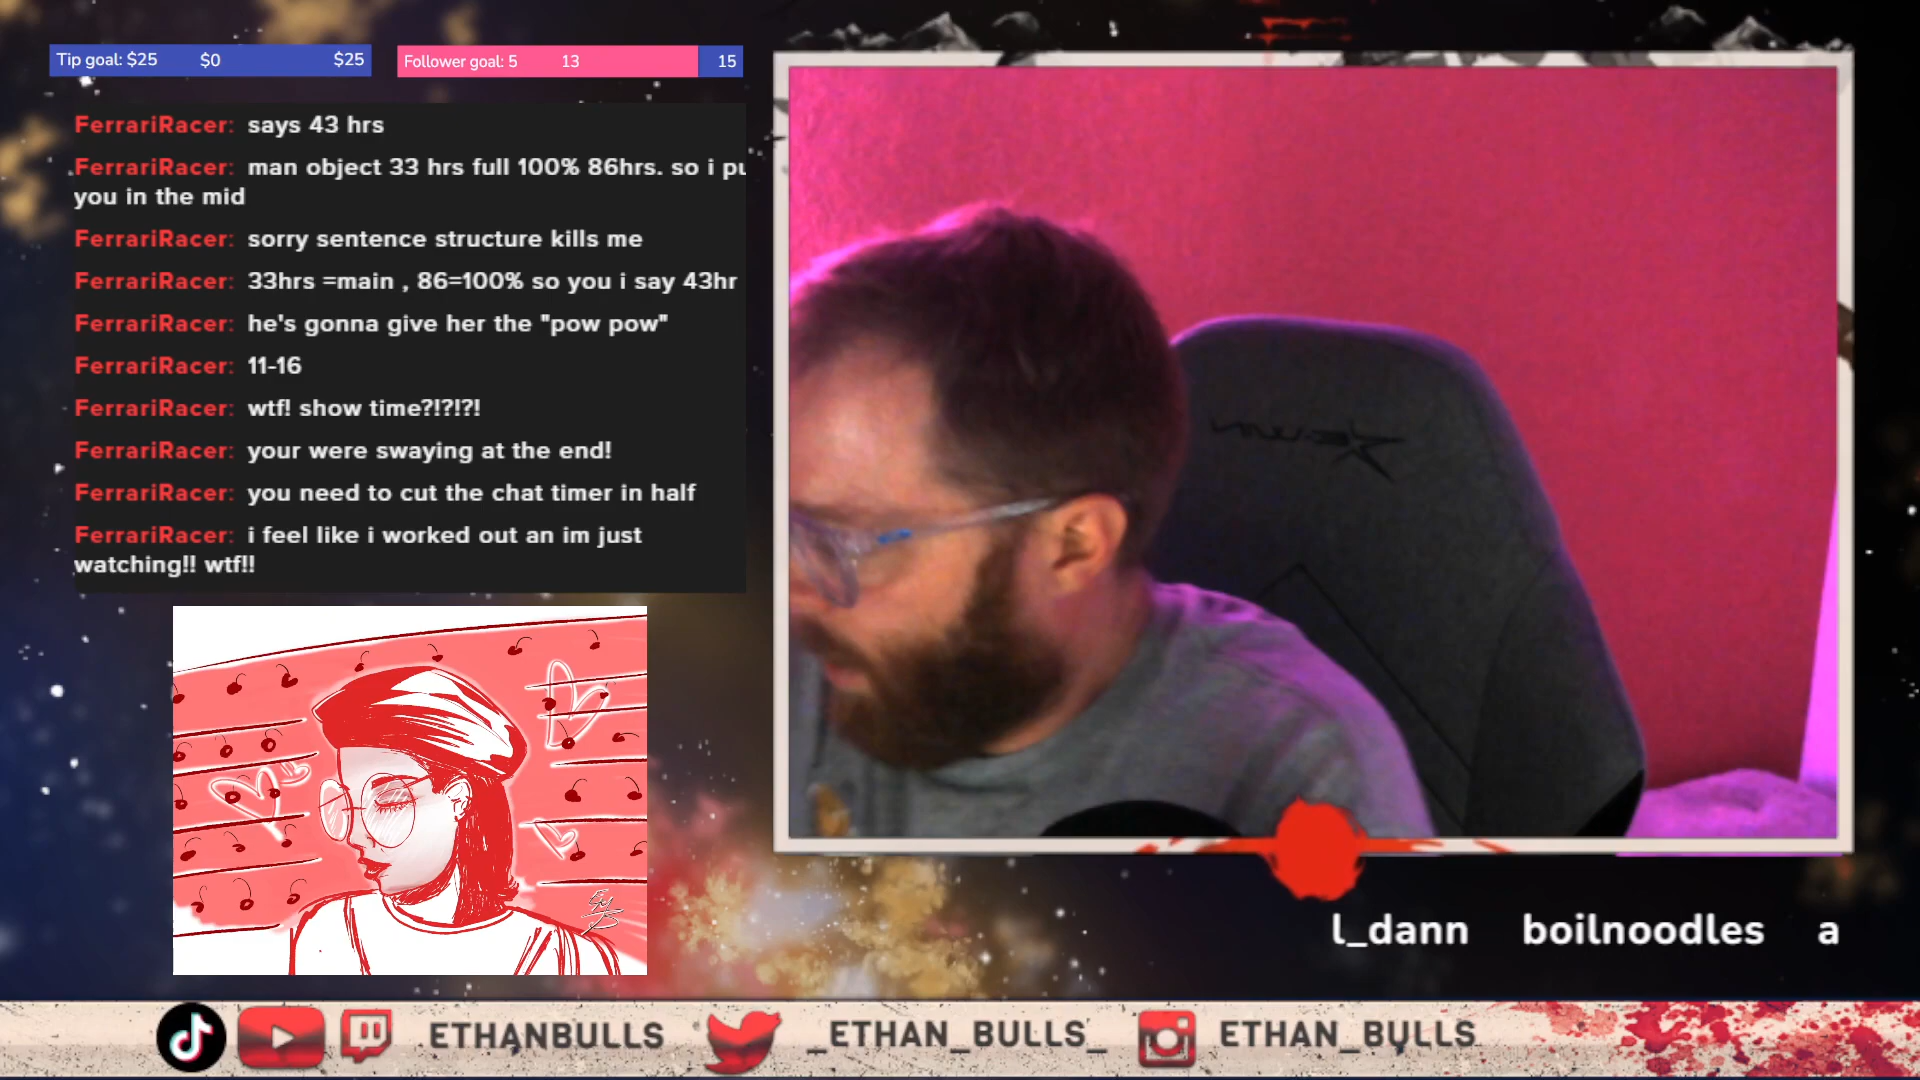 Tip goal: $25 $0 $25
Follower goal: 5 13 15
FerrariRacer: says 43 hrs
FerrariRacer: man object 33 hrs full 100% 86hrs. so i pu
you in the mid
FerrariRacer: sorry sentence structure kills me
FerrariRacer: 33hrs =main , 86=100% so you i say 43hr
FerrariRacer: he's gonna give her the "pow pow"
FerrariRacer: 11-16
FerrariRacer: wtf! show time?!?!?!
FerrariRacer: your were swaying at the end!
FerrariRacer: you need to cut the chat timer in half
FerrariRacer: i feel like i worked out an im just
watching!! wtf!!
l_dann boilnoodles a
ETHANBULLS _ETHAN_BULLS_ ETHAN_BULLS